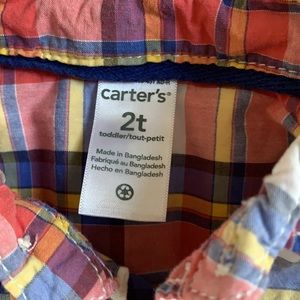 carter's®
2t
toddler/tout-petit
Made in Bangladesh
Fabriqué au Bangladesh
Hecho en Bangladesh